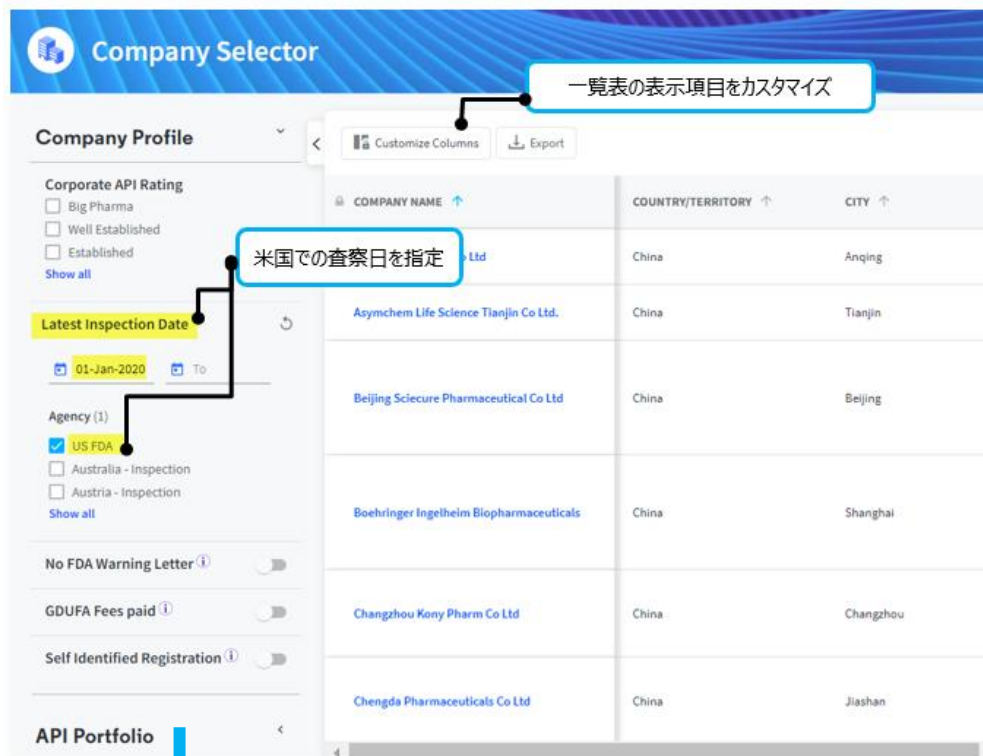 Company Selector
一覧表の表示項目をカスタマイズ
Company Profile
Customize Columns
Export
Corporate API Rating
Big Pharma
Well Established
Established
Show all
COMPANY NAME
COUNTRY/TERRITORY
CITY
米国での査察日を指定
Ltd
China
Anqing
Latest Inspection Date
01-Jan-2020
To
Asymchem Life Science Tianjin Co Ltd.
China
Tianjin
Agency (1)
US FDA
Australia - Inspection
Austria - Inspection
Show all
Beijing Sciecure Pharmaceutical Co Ltd
China
Beijing
Boehringer Ingelheim Biopharmaceuticals
China
Shanghai
No FDA Warning Letter
GDUFA Fees paid
Self Identified Registration
Changzhou Kony Pharm Co Ltd
China
Changzhou
Chengda Pharmaceuticals Co Ltd
China
Jiashan
API Portfolio